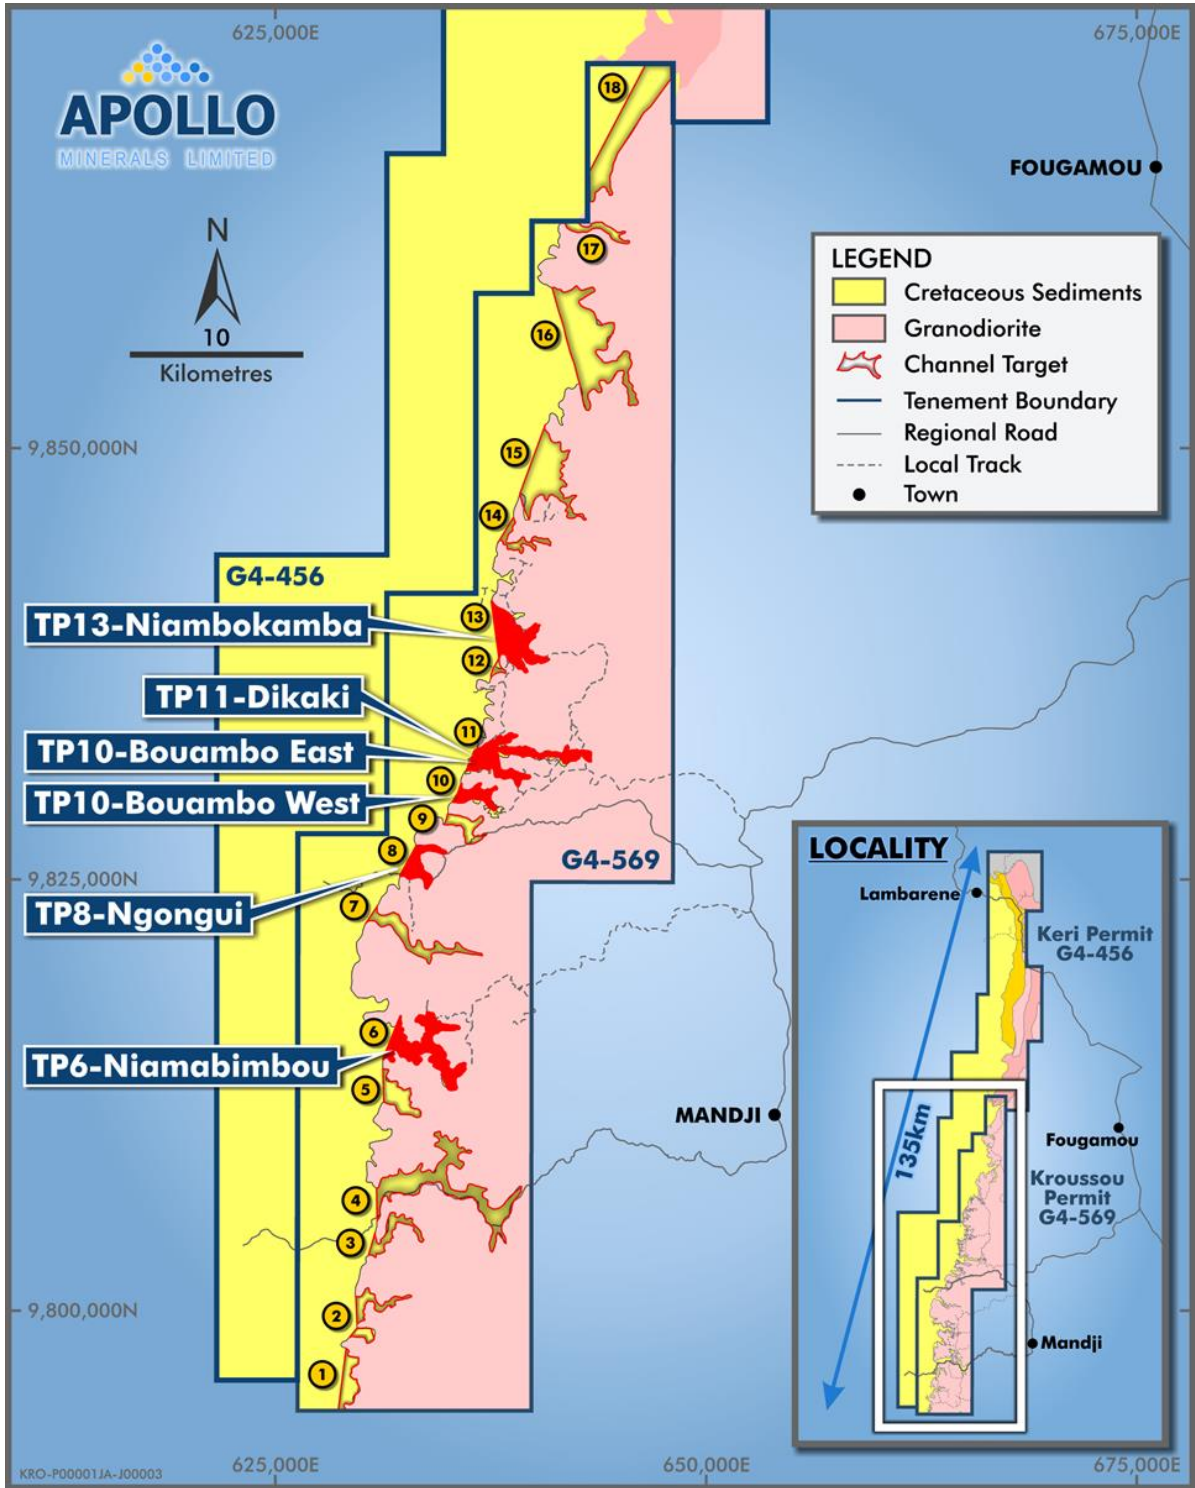 625,000E
675,000E
APOLLO
MINERALS LIMITED
N
10
Kilometres
FOUGAMOU
LEGEND
Cretaceous Sediments
Granodiorite
Channel Target
Tenement Boundary
Regional Road
Local Track
Town
18
17
16
9,850,000N
15
14
G4-456
13
TP13-Niambokamba
12
TP11-Dikaki
11
TP10-Bouambo East
10
TP10-Bouambo West
9
8
G4-569
9,825,000N
7
TP8-Ngongui
6
TP6-Niamabimbou
5
MANDJI
4
3
9,800,000N
2
1
LOCALITY
Lambarene
Keri Permit
G4-456
135km
Fougamou
Kroussou
Permit
G4-569
Mandji
KRO-P00001JA-J00003
625,000E
650,000E
675,000E